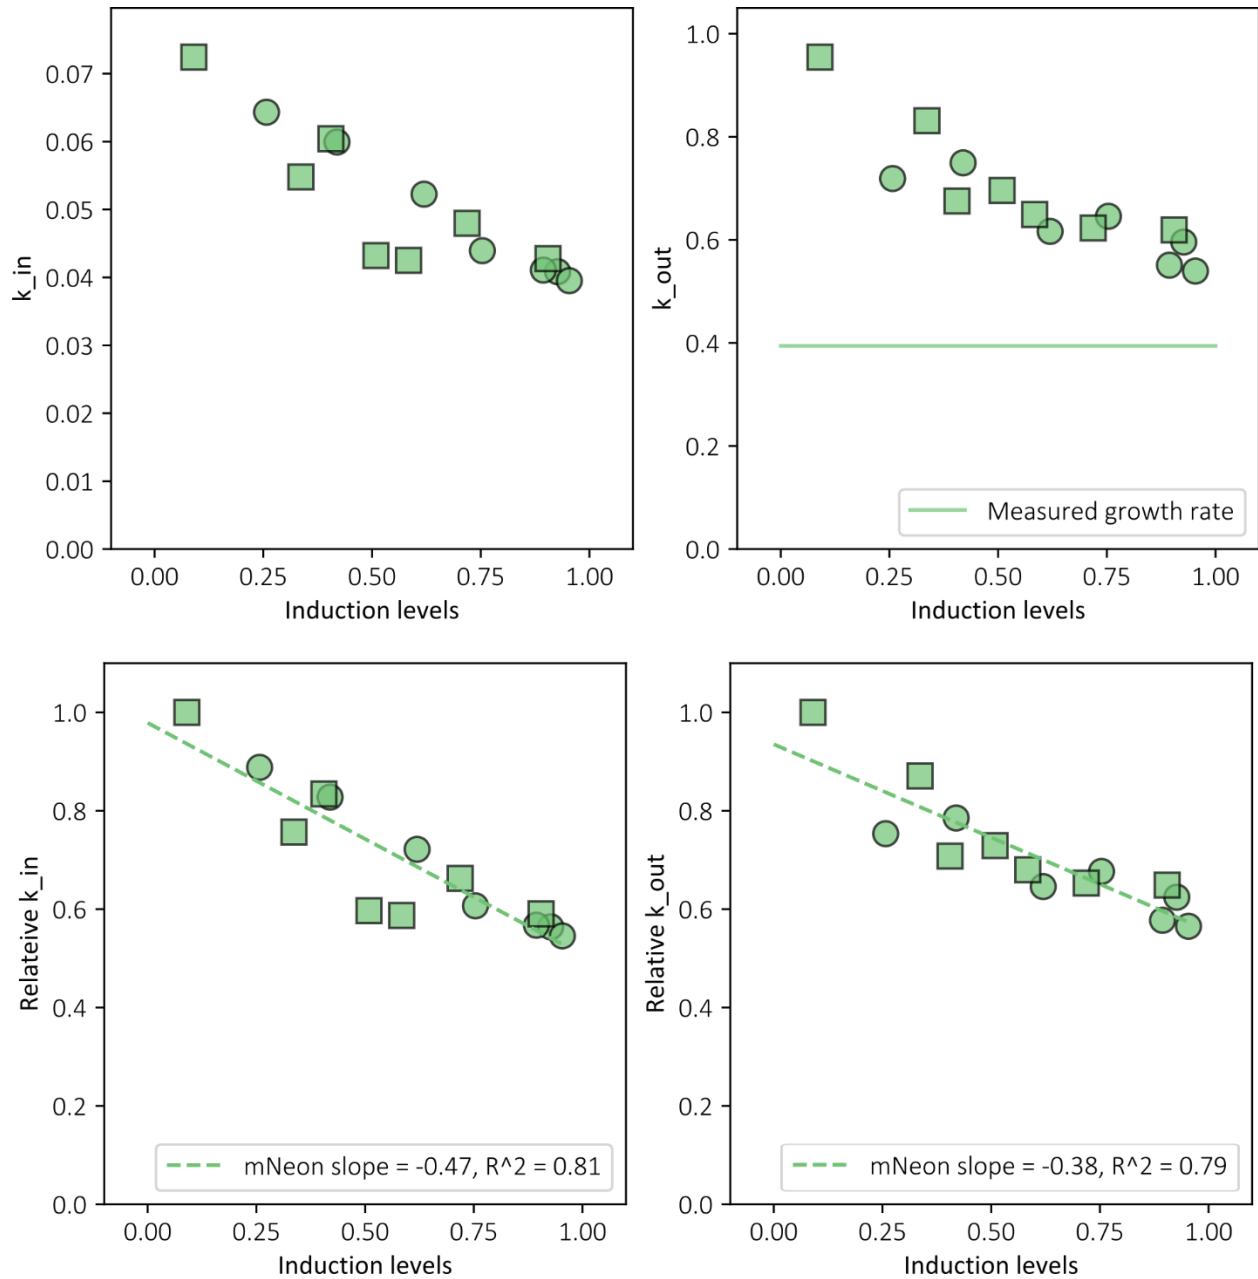 k_in
0.07
0.06
0.05
0.04
0.03
0.02
0.01
0.00
0.00 0.25 0.50 0.75 1.00
Induction levels
k_out
1.0
0.8
0.6
0.4
0.2
0.0
Measured growth rate
0.00 0.25 0.50 0.75 1.00
Induction levels
Relateive k_in
1.0
0.8
0.6
0.4
0.2
0.0
mNeon slope = -0.47, R^2 = 0.81
0.00 0.25 0.50 0.75 1.00
Induction levels
Relative k_out
1.0
0.8
0.6
0.4
0.2
0.0
mNeon slope = -0.38, R^2 = 0.79
0.00 0.25 0.50 0.75 1.00
Induction levels